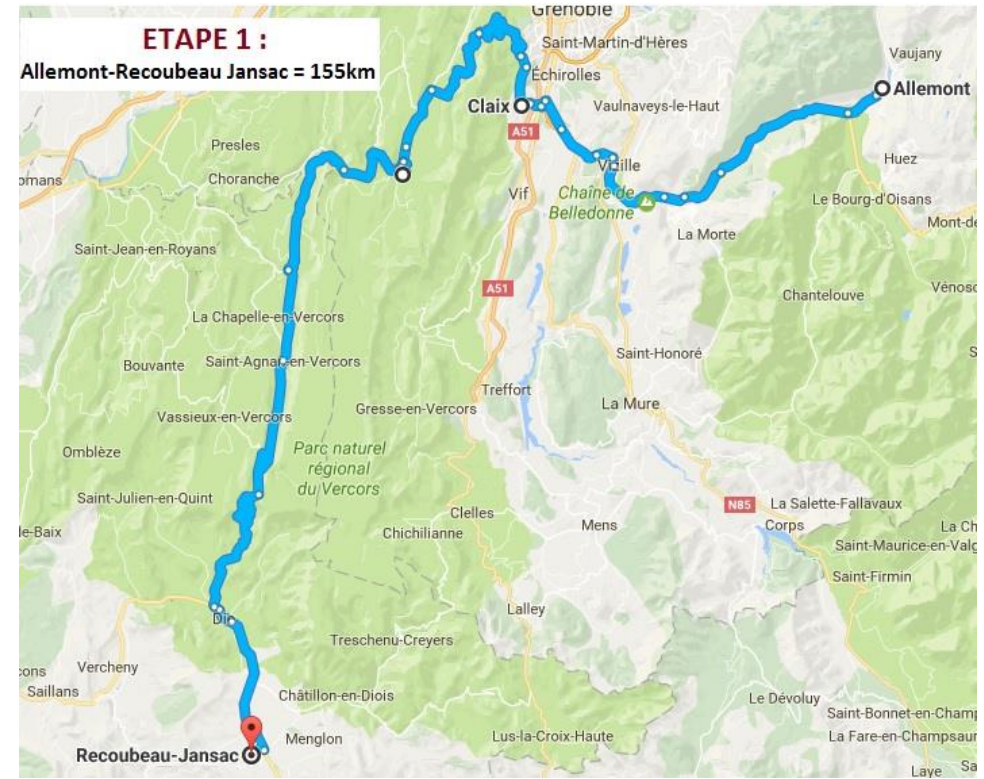 ETAPE 1 :
Allemont-Recoubeau Jansac = 155km
Grenoble
Saint-Martin-d'Hères
Vaujany
Échirolles
Allemont
Claix
Vaulnaveys-le-Haut
A51
Presles
Vizille
Huez
omans
Choranche
Vif
Chaîne de
Belledonne
Le Bourg-d'Oisans
Mont-de
La Morte
Saint-Jean-en-Royans
A51
Chantelouve
Vénosc
La Chapelle-en-Vercors
Saint-Honoré
Bouvante
Saint-Agnan-en-Vercors
S
Treffort
Vassieux-en-Vercors
Gresse-en-Vercors
La Mure
Omblèze
Parc naturel
régional
du Vercors
Saint-Julien-en-Quint
N85
La Salette-Fallavaux
Clelles
le-Baix
Chichilianne
Mens
Corps
La Ch
Saint-Maurice-en-Valg
Saint-Firmin
Lalley
Die
Treschenu-Creyers
Vercheny
cons
Saillans
Châtillon-en-Diois
Le Dévoluy
Saint-Bonnet-en-Champ
Menglon
Lus-la-Croix-Haute
La Fare-en-Champsaur
Recoubeau-Jansac
Laye
Sa